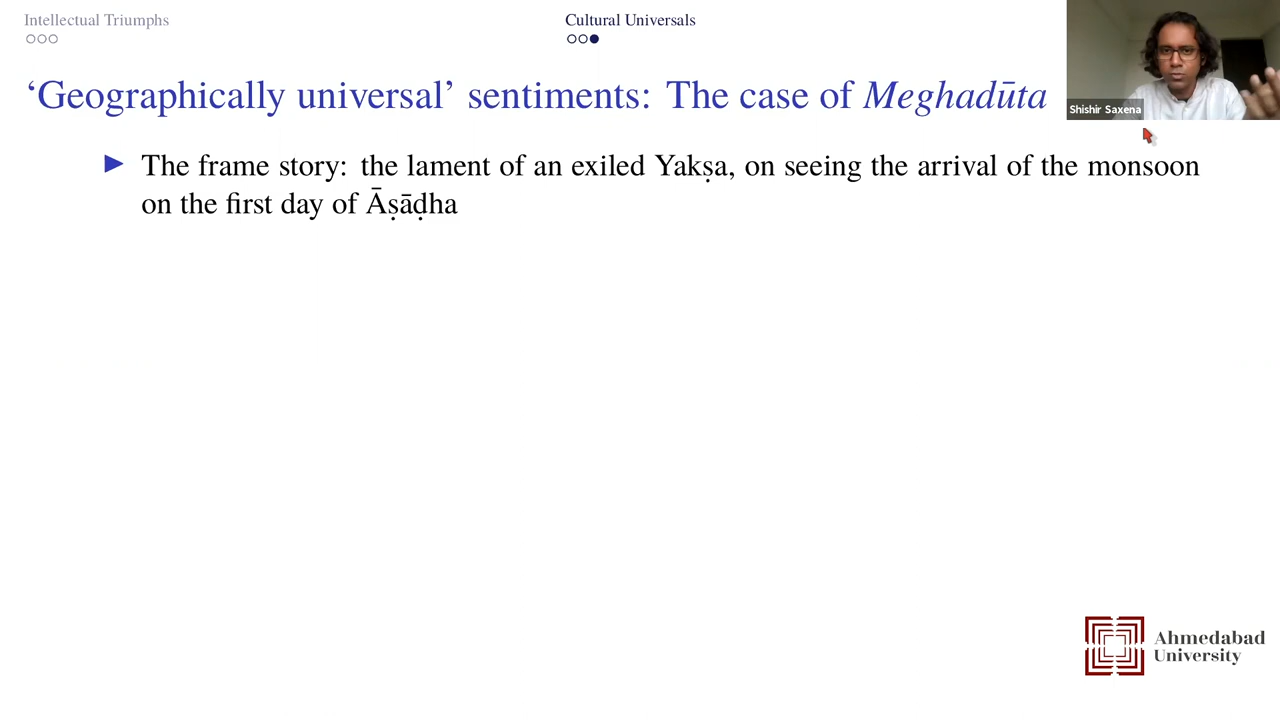 Intellectual Triumphs
Cultural Universals
‘Geographically universal’ sentiments: The case of Meghadūta
Shishir Saxena
The frame story: the lament of an exiled Yakṣa, on seeing the arrival of the monsoon
on the first day of Āṣāḍha
Ahmedabad
University